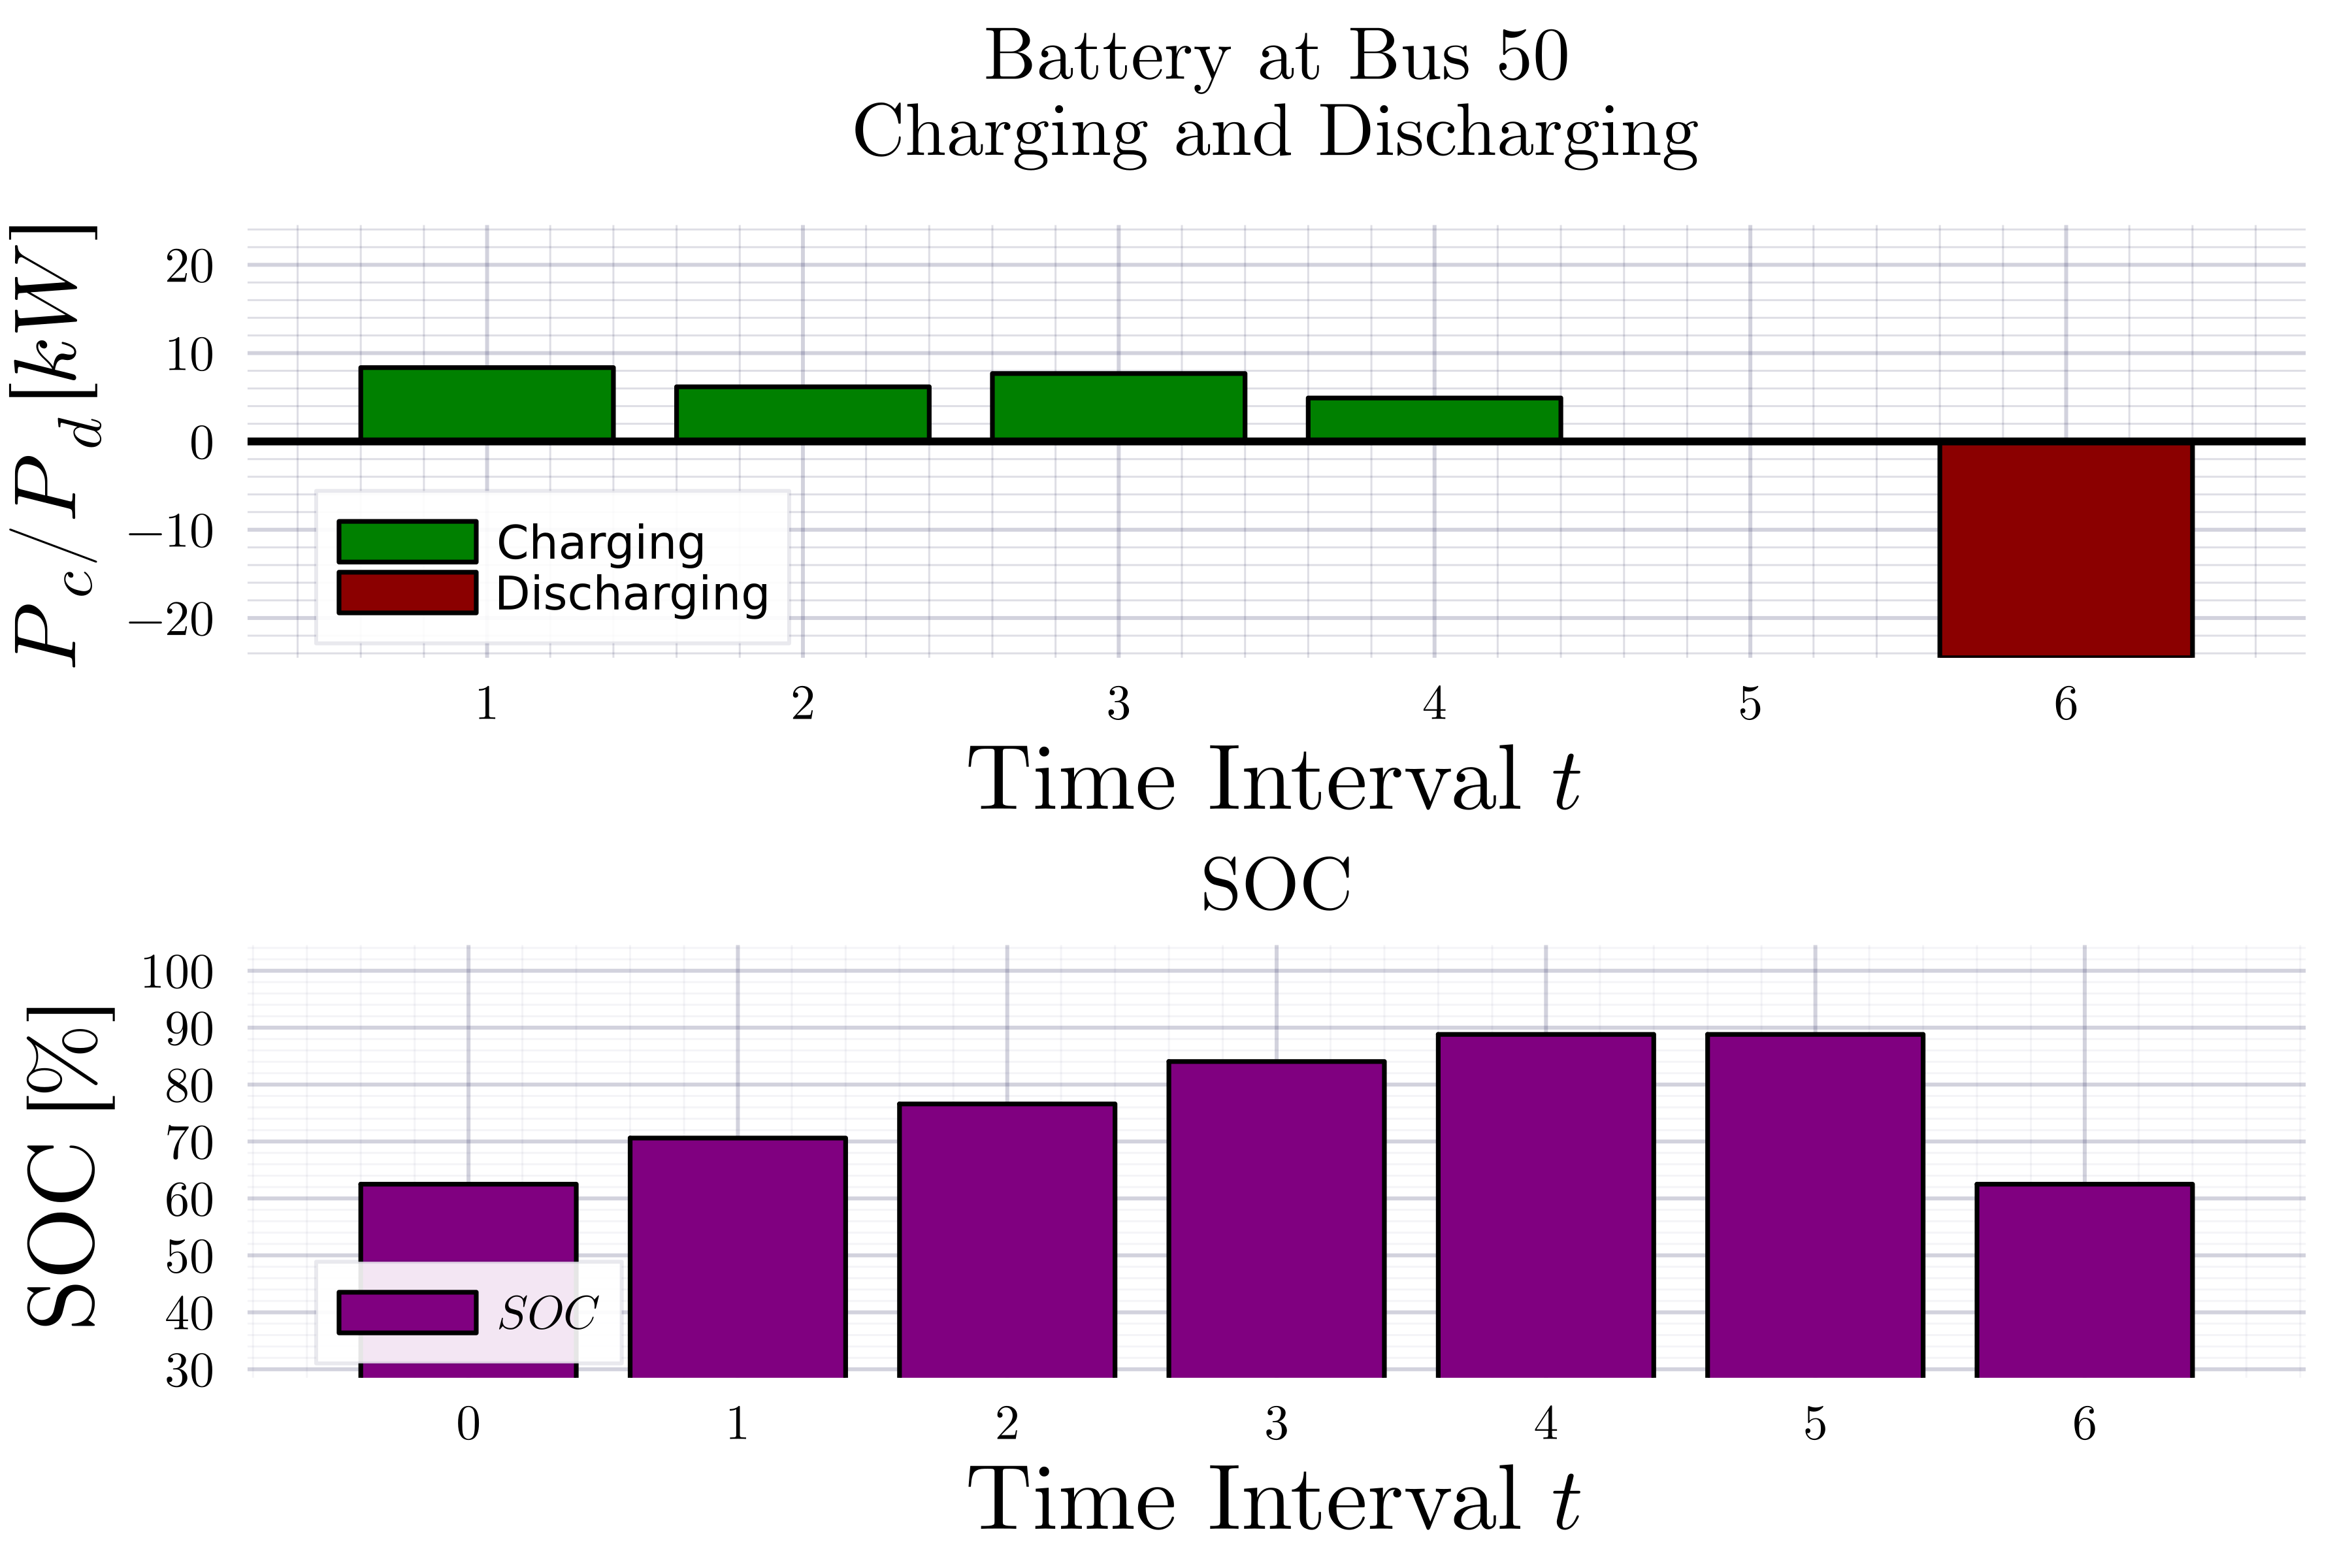 Battery at Bus 50
Charging and Discharging
P_c/P_d [kW]
20
10
0
−10
−20
Charging
Discharging
1 2 3 4 5 6
Time Interval t
SOC
SOC [%]
100
90
80
70
60
50
40
30
SOC
0 1 2 3 4 5 6
Time Interval t